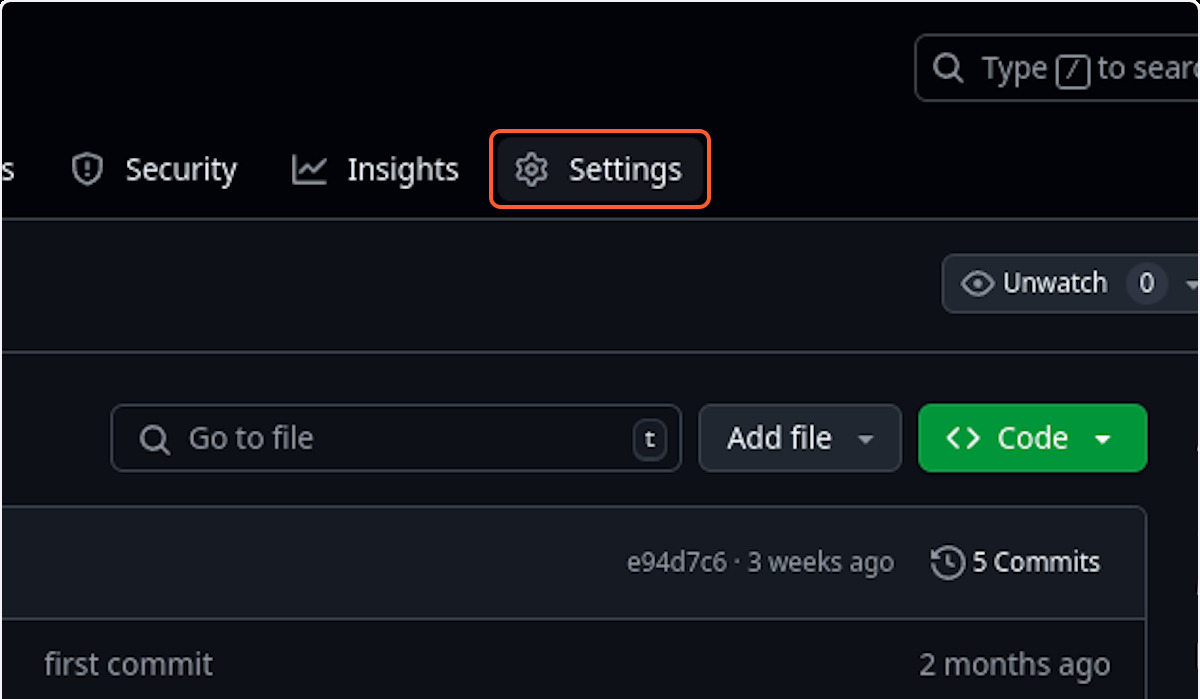 Type / to sear
s Security Insights Settings
Unwatch 0
Go to file t Add file Code
e94d7c6 · 3 weeks ago 5 Commits
first commit 2 months ago